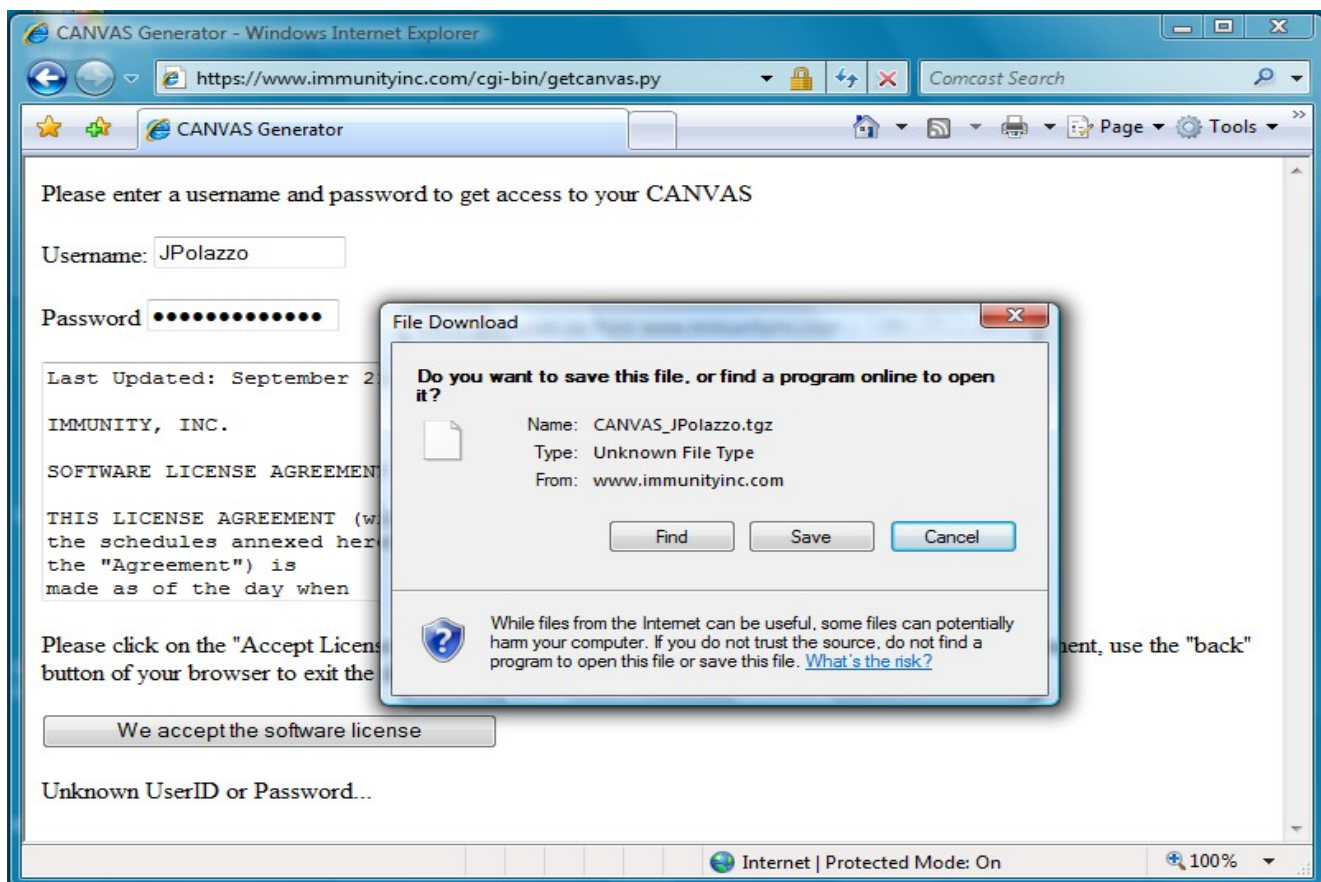 CANVAS Generator - Windows Internet Explorer
https://www.immunityinc.com/cgi-bin/getcanvas.py
Comcast Search
CANVAS Generator
Page
Tools
Please enter a username and password to get access to your CANVAS
Username: JPolazzo
Password •••••••••••••
Last Updated: September 2
IMMUNITY, INC.
SOFTWARE LICENSE AGREEMEN
THIS LICENSE AGREEMENT (w
the schedules annexed her
the "Agreement") is
made as of the day when
File Download
Do you want to save this file, or find a program online to open
it?
Name: CANVAS_JPolazzo.tgz
Type: Unknown File Type
From: www.immunityinc.com
Find Save Cancel
While files from the Internet can be useful, some files can potentially
harm your computer. If you do not trust the source, do not find a
program to open this file or save this file. What's the risk?
Please click on the "Accept Licens ent, use the "back"
button of your browser to exit the
We accept the software license
Unknown UserID or Password...
Internet | Protected Mode: On
100%